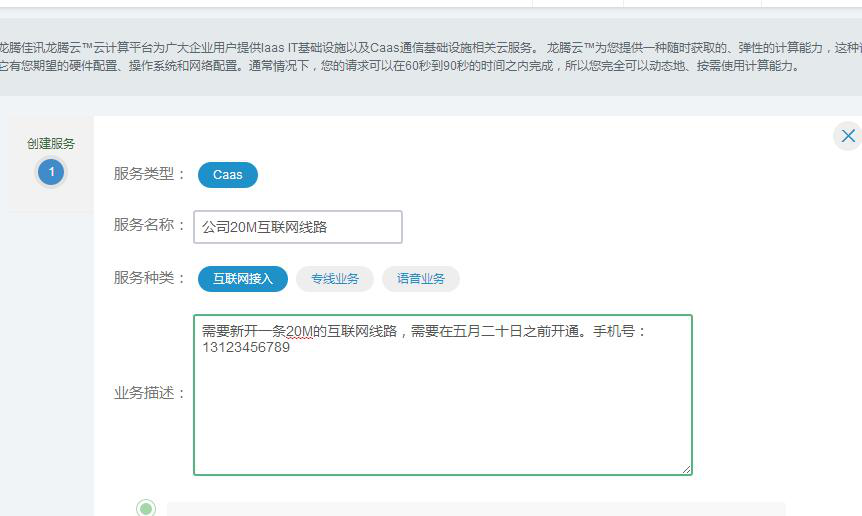 龙腾佳讯龙腾云™云计算平台为广大企业用户提供Iaas IT基础设施以及Caas通信基础设施相关云服务。 龙腾云™为您提供一种随时获取的、弹性的计算能力，这种
它有您期望的硬件配置、操作系统和网络配置。通常情况下，您的请求可以在60秒到90秒的时间之内完成，所以您完全可以动态地、按需使用计算能力。
创建服务
1
服务类型： Caas
服务名称： 公司20M互联网线路
服务种类： 互联网接入 专线业务 语音业务
需要新开一条20M的互联网线路，需要在五月二十日之前开通。手机号：
13123456789
业务描述：